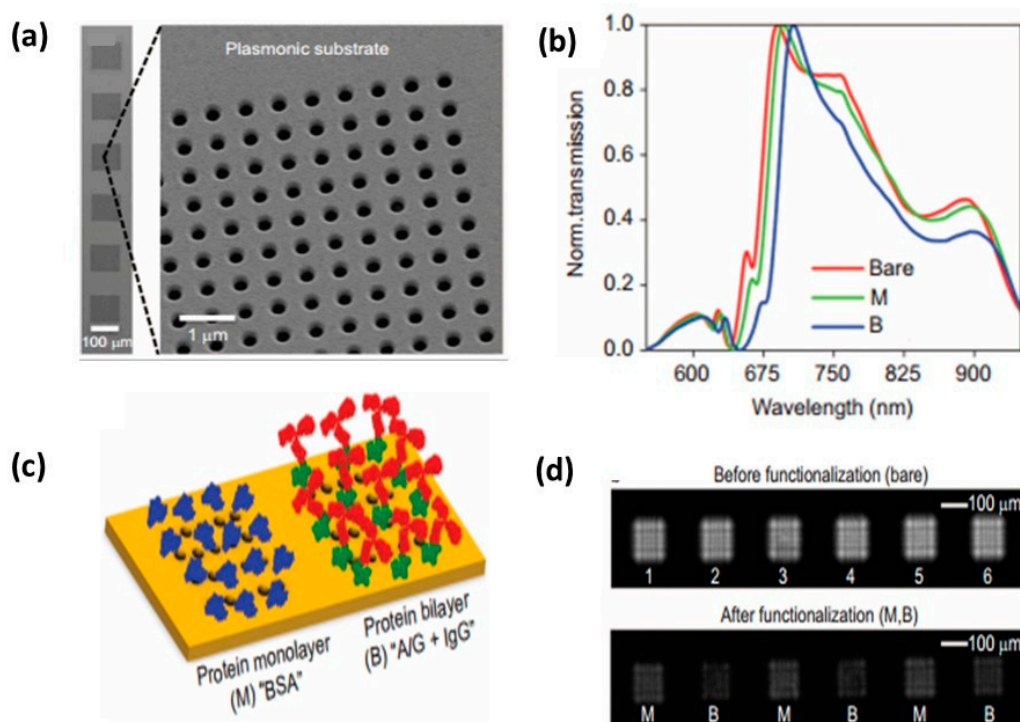 (a)
Plasmonic substrate
100 μm
1 μm
(b)
Norm.transmission
1.0
0.8
0.6
0.4
0.2
0.0
Bare
M
B
600 675 750 825 900
Wavelength (nm)
(c)
Protein monolayer
(M) “BSA”
Protein bilayer
(B) “A/G + IgG”
(d)
Before functionalization (bare)
100 μm
1 2 3 4 5 6
After functionalization (M,B)
100 μm
M B M B M B